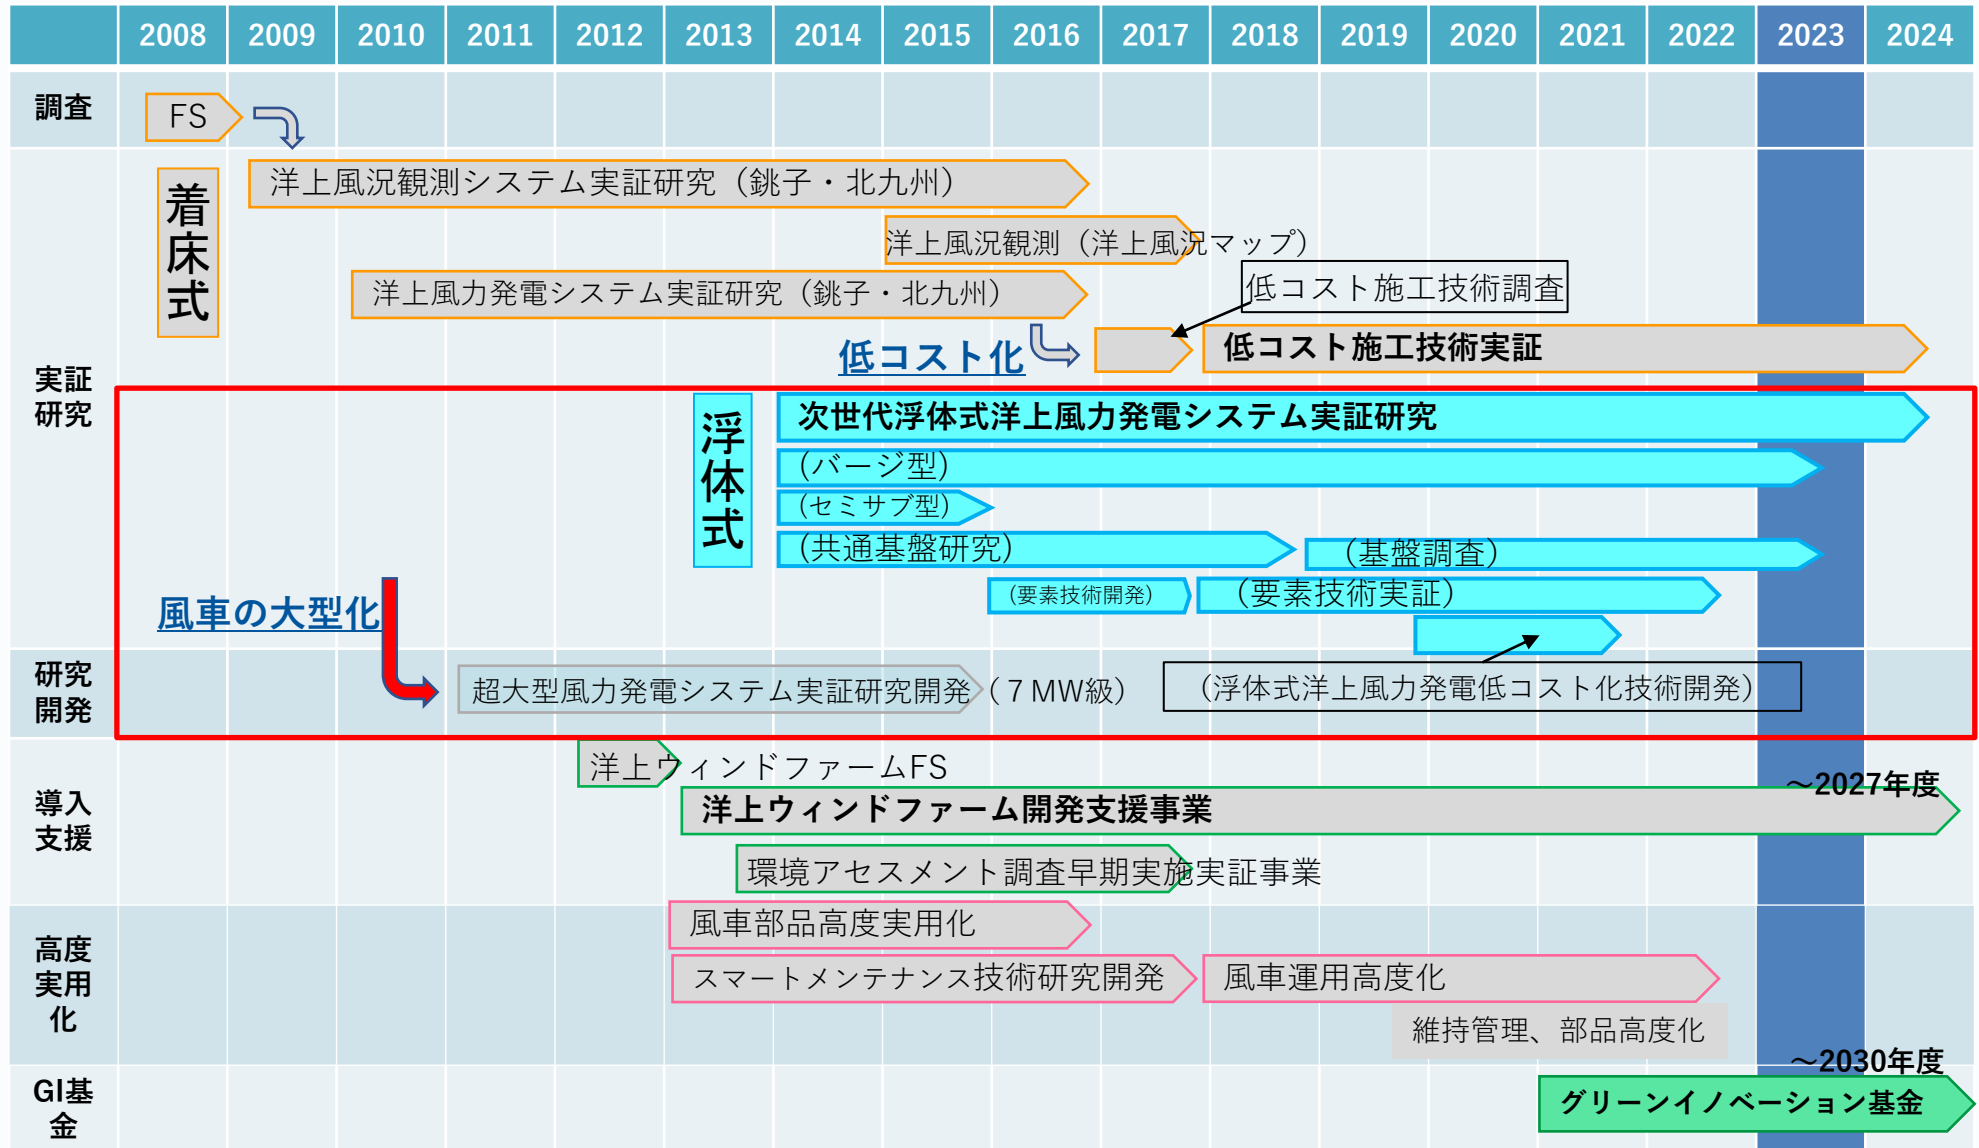 2008 2009 2010 2011 2012 2013 2014 2015 2016 2017 2018 2019 2020 2021 2022 2023 2024
調査
FS
実証
研究
着床式
洋上風況観測システム実証研究（銚子・北九州）
洋上風況観測（洋上風況マップ）
洋上風力発電システム実証研究（銚子・北九州）
低コスト施工技術調査
低コスト化
低コスト施工技術実証
浮体式
次世代浮体式洋上風力発電システム実証研究
(バージ型)
(セミサブ型)
(共通基盤研究)
(基盤調査)
(要素技術開発)
(要素技術実証)
風車の大型化
研究
開発
超大型風力発電システム実証研究開発（７MW級）
（浮体式洋上風力発電低コスト化技術開発）
導入
支援
洋上ウィンドファームFS
～2027年度
洋上ウィンドファーム開発支援事業
環境アセスメント調査早期実施実証事業
高度
実用
化
風車部品高度実用化
スマートメンテナンス技術研究開発
風車運用高度化
維持管理、部品高度化
～2030年度
GI基
金
グリーンイノベーション基金